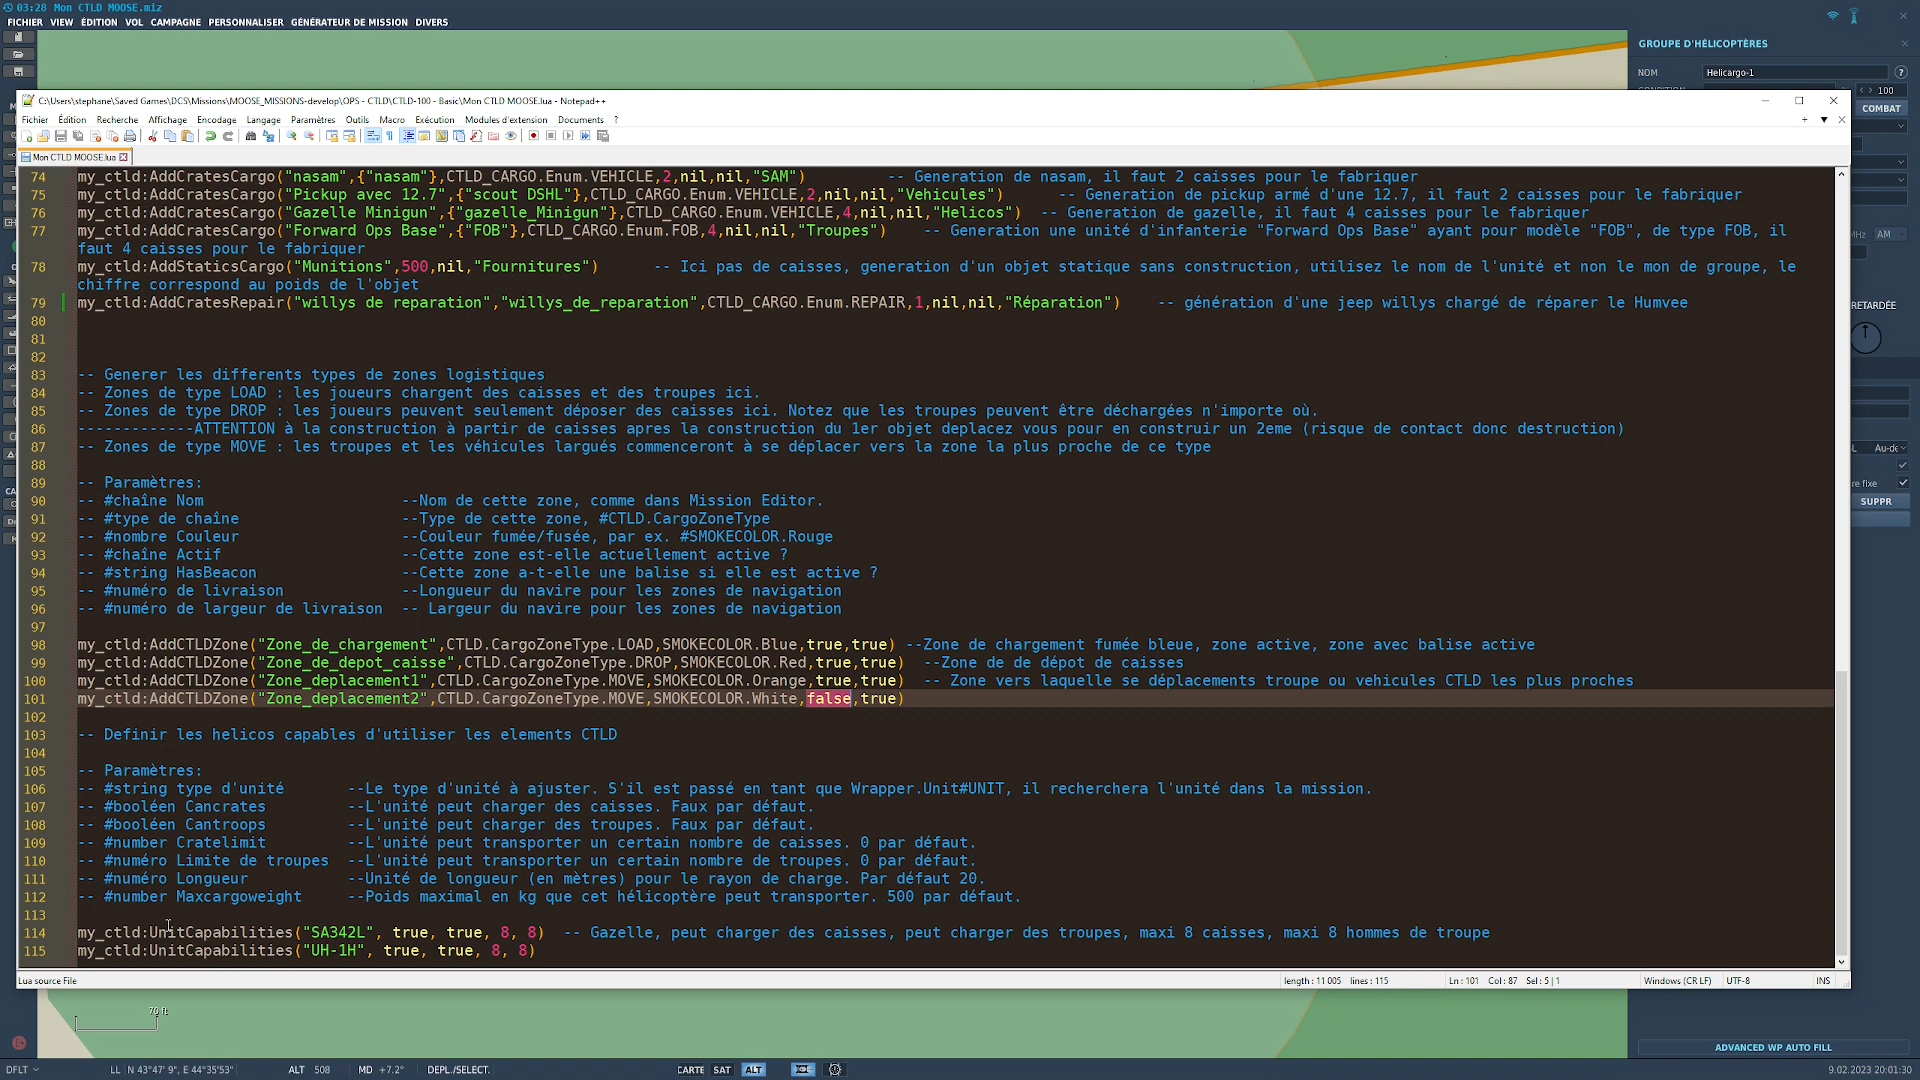 03:28 Mon CTLD MOOSE.miz
FICHIER VIEW ÉDITION VOL CAMPAGNE PERSONNALISER GÉNÉRATEUR DE MISSION DIVERS
GROUPE D'HÉLICOPTÈRES
NOM Helicargo-1 ?
100
COMBAT
C:\Users\stephane\Saved Games\DCS\Missions\MOOSE_MISSIONS-develop\OPS - CTLD\CTLD-100 - Basic\Mon CTLD MOOSE.lua - Notepad++
Fichier Édition Recherche Affichage Encodage Langage Paramètres Outils Macro Exécution Modules d'extension Documents ?
Mon CTLD MOOSE.lua
74 my_ctld:AddCratesCargo("nasam",{"nasam"},CTLD_CARGO.Enum.VEHICLE,2,nil,nil,"SAM") -- Generation de nasam, il faut 2 caisses pour le fabriquer
75 my_ctld:AddCratesCargo("Pickup avec 12.7",{"scout DSHL"},CTLD_CARGO.Enum.VEHICLE,2,nil,nil,"Vehicules") -- Generation de pickup armé d'une 12.7, il faut 2 caisses pour le fabriquer
76 my_ctld:AddCratesCargo("Gazelle Minigun",{"gazelle_Minigun"},CTLD_CARGO.Enum.VEHICLE,4,nil,nil,"Helicos") -- Generation de gazelle, il faut 4 caisses pour le fabriquer
77 my_ctld:AddCratesCargo("Forward Ops Base",{"FOB"},CTLD_CARGO.Enum.FOB,4,nil,nil,"Troupes") -- Generation une unité d'infanterie "Forward Ops Base" ayant pour modèle "FOB", de type FOB, il
faut 4 caisses pour le fabriquer
78 my_ctld:AddStaticsCargo("Munitions",500,nil,"Fournitures") -- Ici pas de caisses, generation d'un objet statique sans construction, utilisez le nom de l'unité et non le mon de groupe, le
chiffre correspond au poids de l'objet
79 my_ctld:AddCratesRepair("willys de reparation","willys_de_reparation",CTLD_CARGO.Enum.REPAIR,1,nil,nil,"Réparation") -- génération d'une jeep willys chargé de réparer le Humvee
80
81
82
83 -- Generer les differents types de zones logistiques
84 -- Zones de type LOAD : les joueurs chargent des caisses et des troupes ici.
85 -- Zones de type DROP : les joueurs peuvent seulement déposer des caisses ici. Notez que les troupes peuvent être déchargées n'importe où.
86 -------------ATTENTION à la construction à partir de caisses apres la construction du 1er objet deplacez vous pour en construir un 2eme (risque de contact donc destruction)
87 -- Zones de type MOVE : les troupes et les véhicules largués commenceront à se déplacer vers la zone la plus proche de ce type
88
89 -- Paramètres:
90 -- #chaîne Nom --Nom de cette zone, comme dans Mission Editor.
91 -- #type de chaîne --Type de cette zone, #CTLD.CargoZoneType
92 -- #nombre Couleur --Couleur fumée/fusée, par ex. #SMOKECOLOR.Rouge
93 -- #chaîne Actif --Cette zone est-elle actuellement active ?
94 -- #string HasBeacon --Cette zone a-t-elle une balise si elle est active ?
95 -- #numéro de livraison --Longueur du navire pour les zones de navigation
96 -- #numéro de largeur de livraison -- Largeur du navire pour les zones de navigation
97
98 my_ctld:AddCTLDZone("Zone_de_chargement",CTLD.CargoZoneType.LOAD,SMOKECOLOR.Blue,true,true) --Zone de chargement fumée bleue, zone active, zone avec balise active
99 my_ctld:AddCTLDZone("Zone_de_depot_caisse",CTLD.CargoZoneType.DROP,SMOKECOLOR.Red,true,true) --Zone de de dépot de caisses
100 my_ctld:AddCTLDZone("Zone_deplacement1",CTLD.CargoZoneType.MOVE,SMOKECOLOR.Orange,true,true) -- Zone vers laquelle se déplacements troupe ou vehicules CTLD les plus proches
101 my_ctld:AddCTLDZone("Zone_deplacement2",CTLD.CargoZoneType.MOVE,SMOKECOLOR.White,false,true)
102
103 -- Definir les helicos capables d'utiliser les elements CTLD
104
105 -- Paramètres:
106 -- #string type d'unité --Le type d'unité à ajuster. S'il est passé en tant que Wrapper.Unit#UNIT, il recherchera l'unité dans la mission.
107 -- #booléen Cancrates --L'unité peut charger des caisses. Faux par défaut.
108 -- #booléen Cantroops --L'unité peut charger des troupes. Faux par défaut.
109 -- #number Cratelimit --L'unité peut transporter un certain nombre de caisses. 0 par défaut.
110 -- #numéro Limite de troupes --L'unité peut transporter un certain nombre de troupes. 0 par défaut.
111 -- #numéro Longueur --Unité de longueur (en mètres) pour le rayon de charge. Par défaut 20.
112 -- #number Maxcargoweight --Poids maximal en kg que cet hélicoptère peut transporter. 500 par défaut.
113
114 my_ctld:UnitCapabilities("SA342L", true, true, 8, 8) -- Gazelle, peut charger des caisses, peut charger des troupes, maxi 8 caisses, maxi 8 hommes de troupe
115 my_ctld:UnitCapabilities("UH-1H", true, true, 8, 8)
Lua source File length : 11 005 lines : 115 Ln : 101 Col : 87 Sel : 5 | 1 Windows (CR LF) UTF-8 INS
MHz AM
RETARDÉE
L Au-de
re fixe
SUPPR
70 ft
ADVANCED WP AUTO FILL
DFLT LL N 43°47' 9", E 44°35'53" ALT 508 MD +7.2° DEPL./SELECT. CARTE SAT ALT 9.02.2023 20:01:30